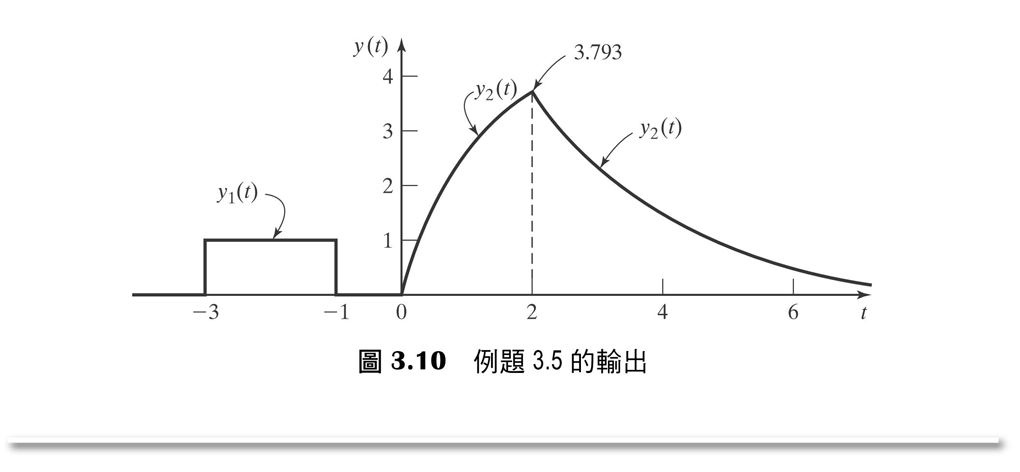 y(t)
3.793
4
y₂(t)
3
y₂(t)
2
y₁(t)
1
−3 −1 0 2 4 6 t
圖 3.10 例題 3.5 的輸出